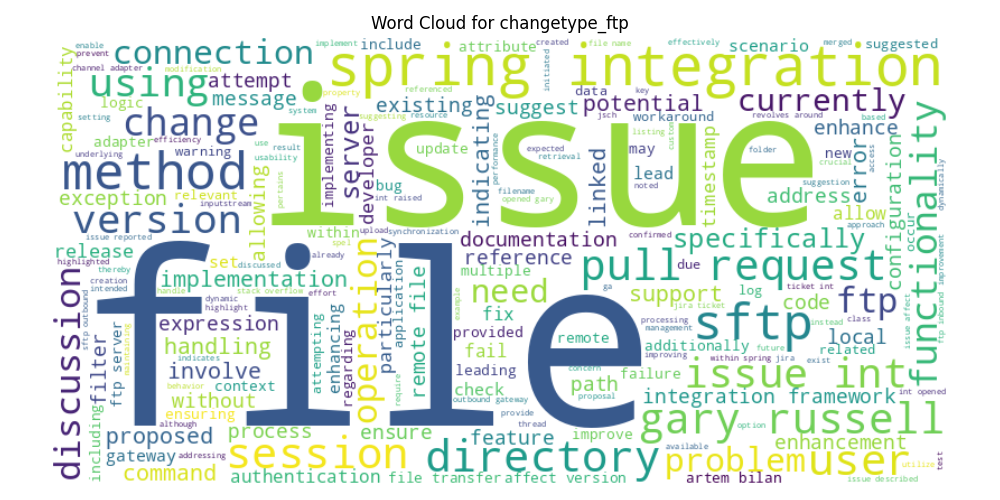 Word Cloud for changetype_ftp
enable
prevent
capability
connection
implement
include
attribute
created
initiated
file name
effectively
scenario
merged
suggested
channel adapter
modification
using
attempt
spring integration
logic
message
property
referenced
existing
suggest
data
potential
key
currently
revolves around
setting
system
suggesting
resource
jsch
workaround
based
enhance
change
issue
adapter
efficiency
warning
underlying
use
usability
result
implementing
server
developer
update
indicating
performance
expected
retrieval
listing
custom
linked
may
timestamp
folder
new
error
crucial
access
functionality
dynamically
method
exception
relevant
inputstream
allowing
pertains
bug
int raised
filename
opened gary
lead
noted
address
suggestion
configuration
version
issue reported
within
upload
synchronization
confirmed
allow
approach
occur
improvement
release
highlighted
thereby
creation
intended
set
discussed
spel
already
documentation
reference
specifically
discussion
file
implementation
handle
stack overflow
effort
operation
particularly
application
remote file
multiple
need
pull request
due
ticket int
support
jira ticket
log
code
ftp
class
issue affect
ftp inbound
sftp outbound
dynamic
highlight
expression
handling
indicates
involve
behavior
context
without
although
ensuring
maintaining
filter
ftp server
attempting
enhancing
regarding
require
example
fix
provided
fail
leading
check
ga
remote
processing
management
sftp
instead
local
additionally
future
related
improving
within spring
jira
exist
failure
issue int
path
concern
proposal
outbound gateway
provide
thread
integration framework
int opened
including
proposed
gateway
addressing
command
process
ensure
feature
improve
gary russell
option
enhancement
available
utilize
test
session
directory
problem
user
authentication
file transfer
affect version
artem bilan
issue described